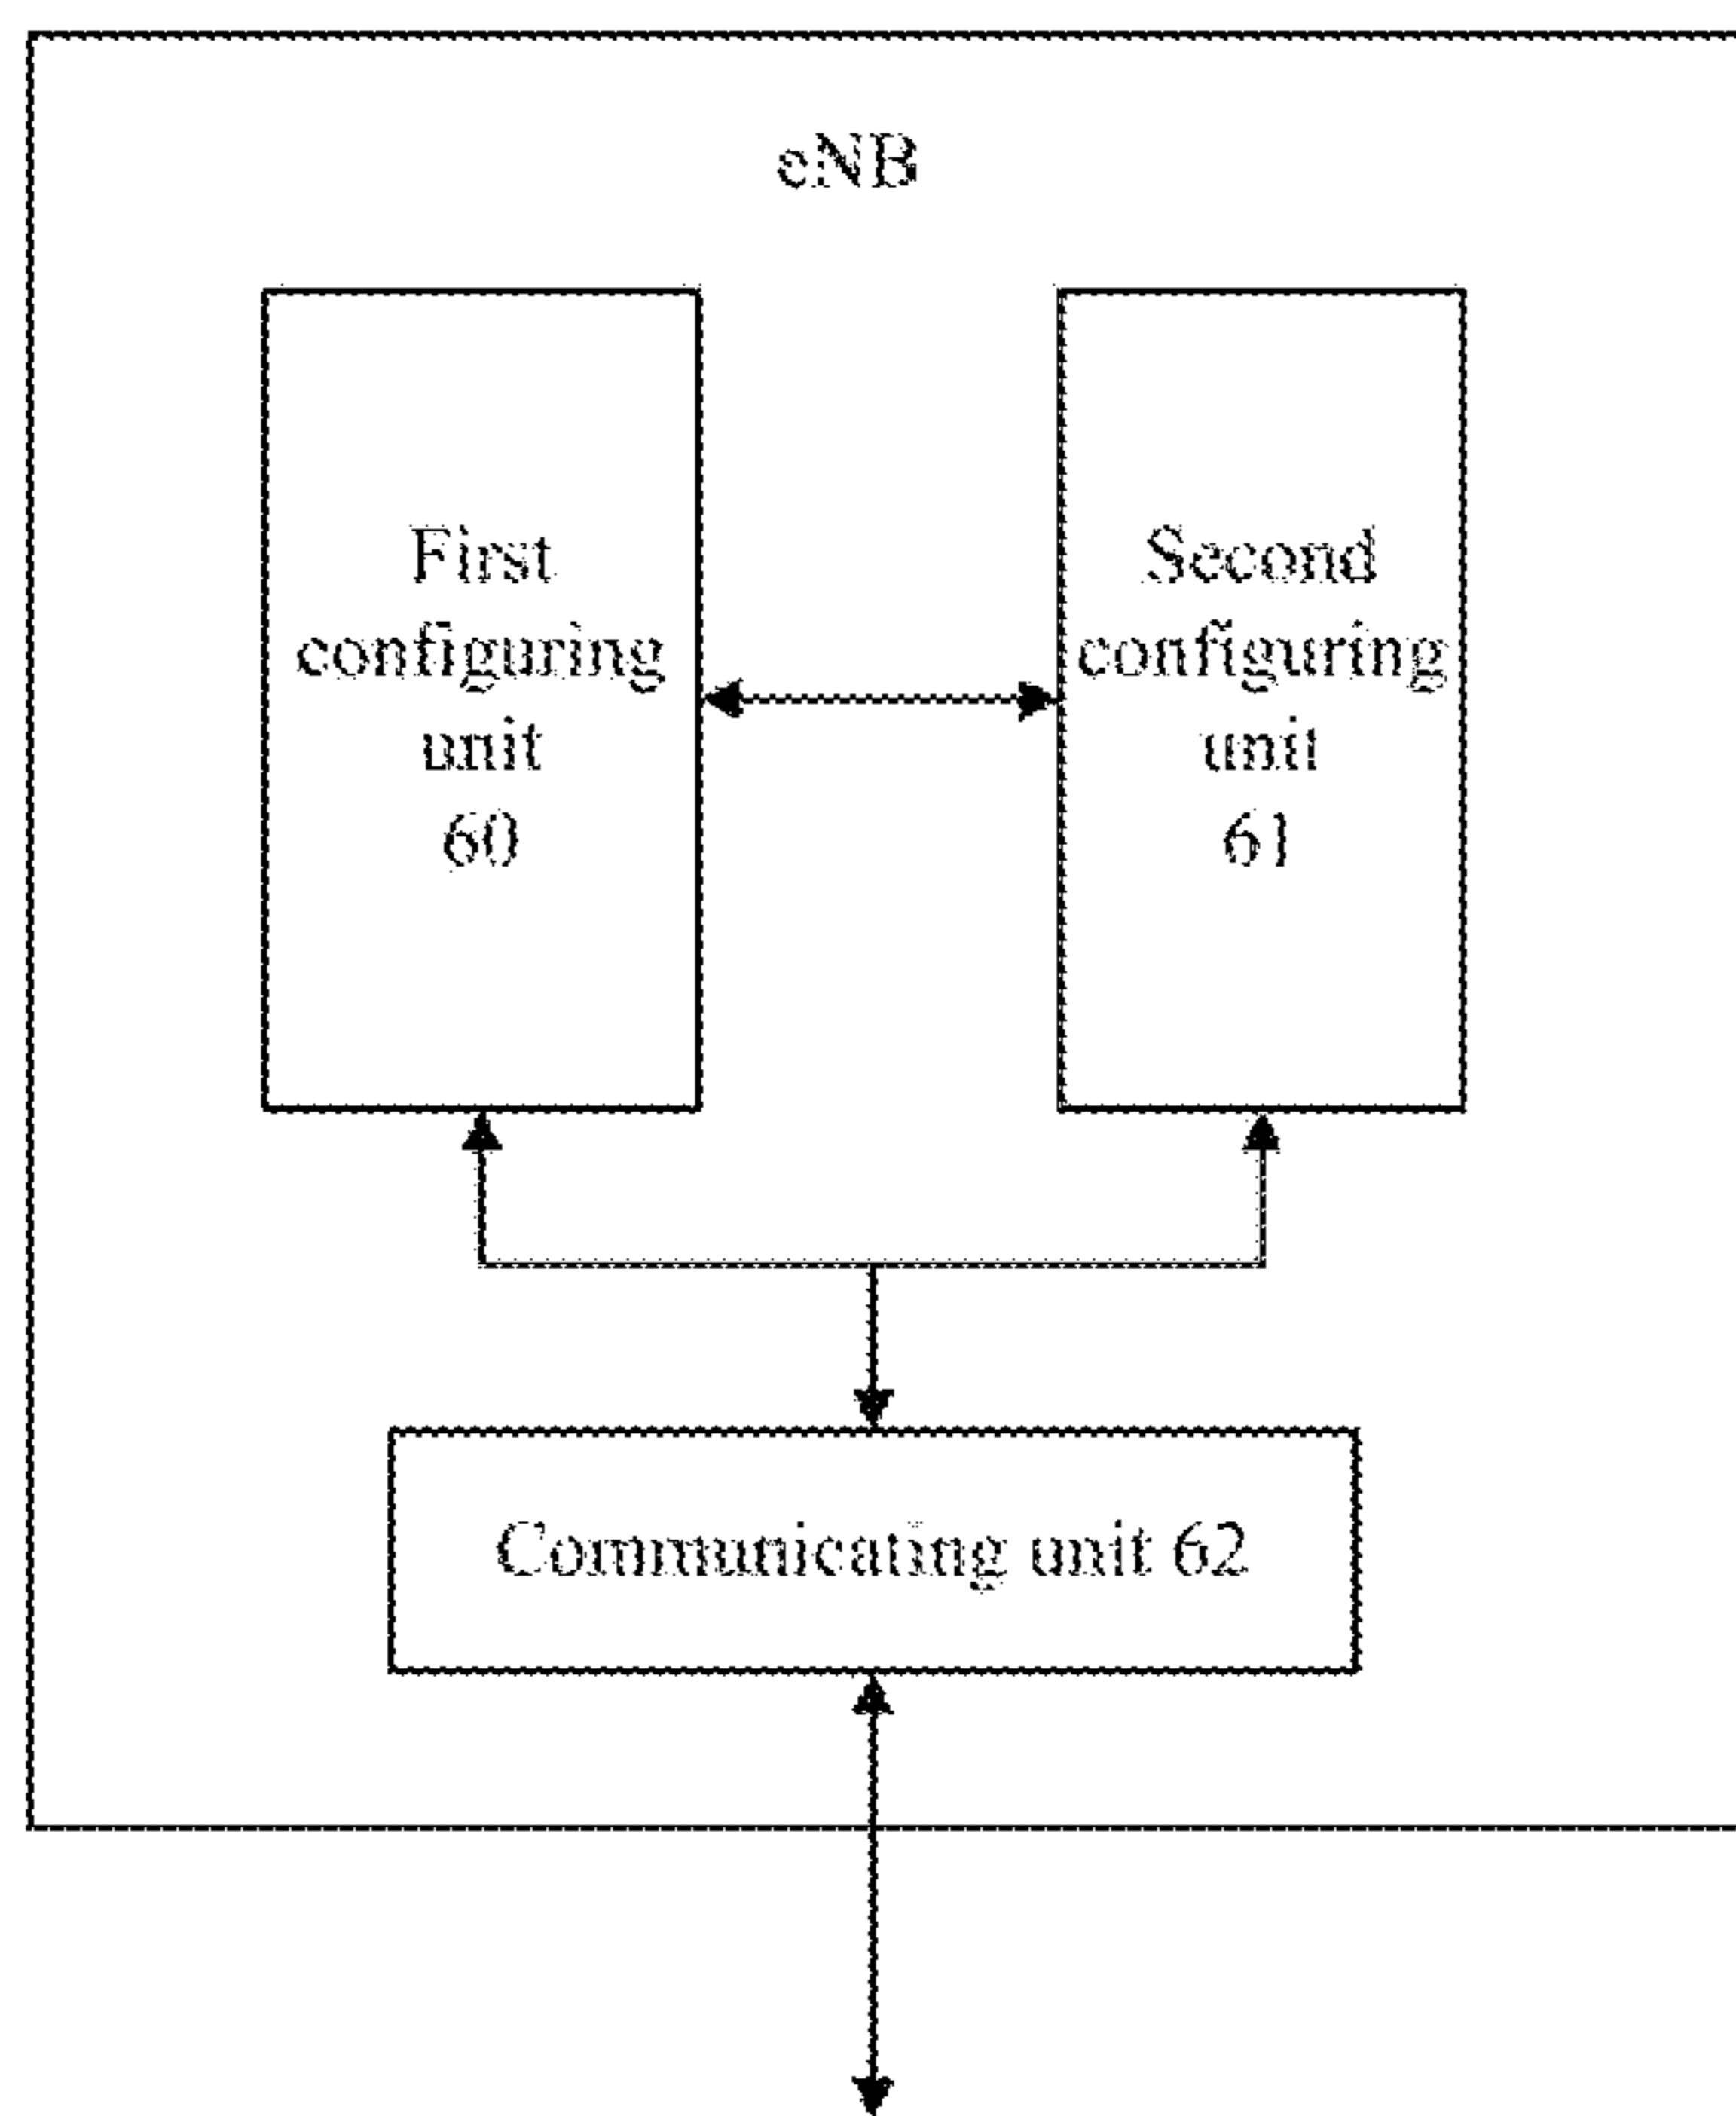 eNB
First
configuring
unit
60
Second
configuring
unit
61
Communicating unit 62